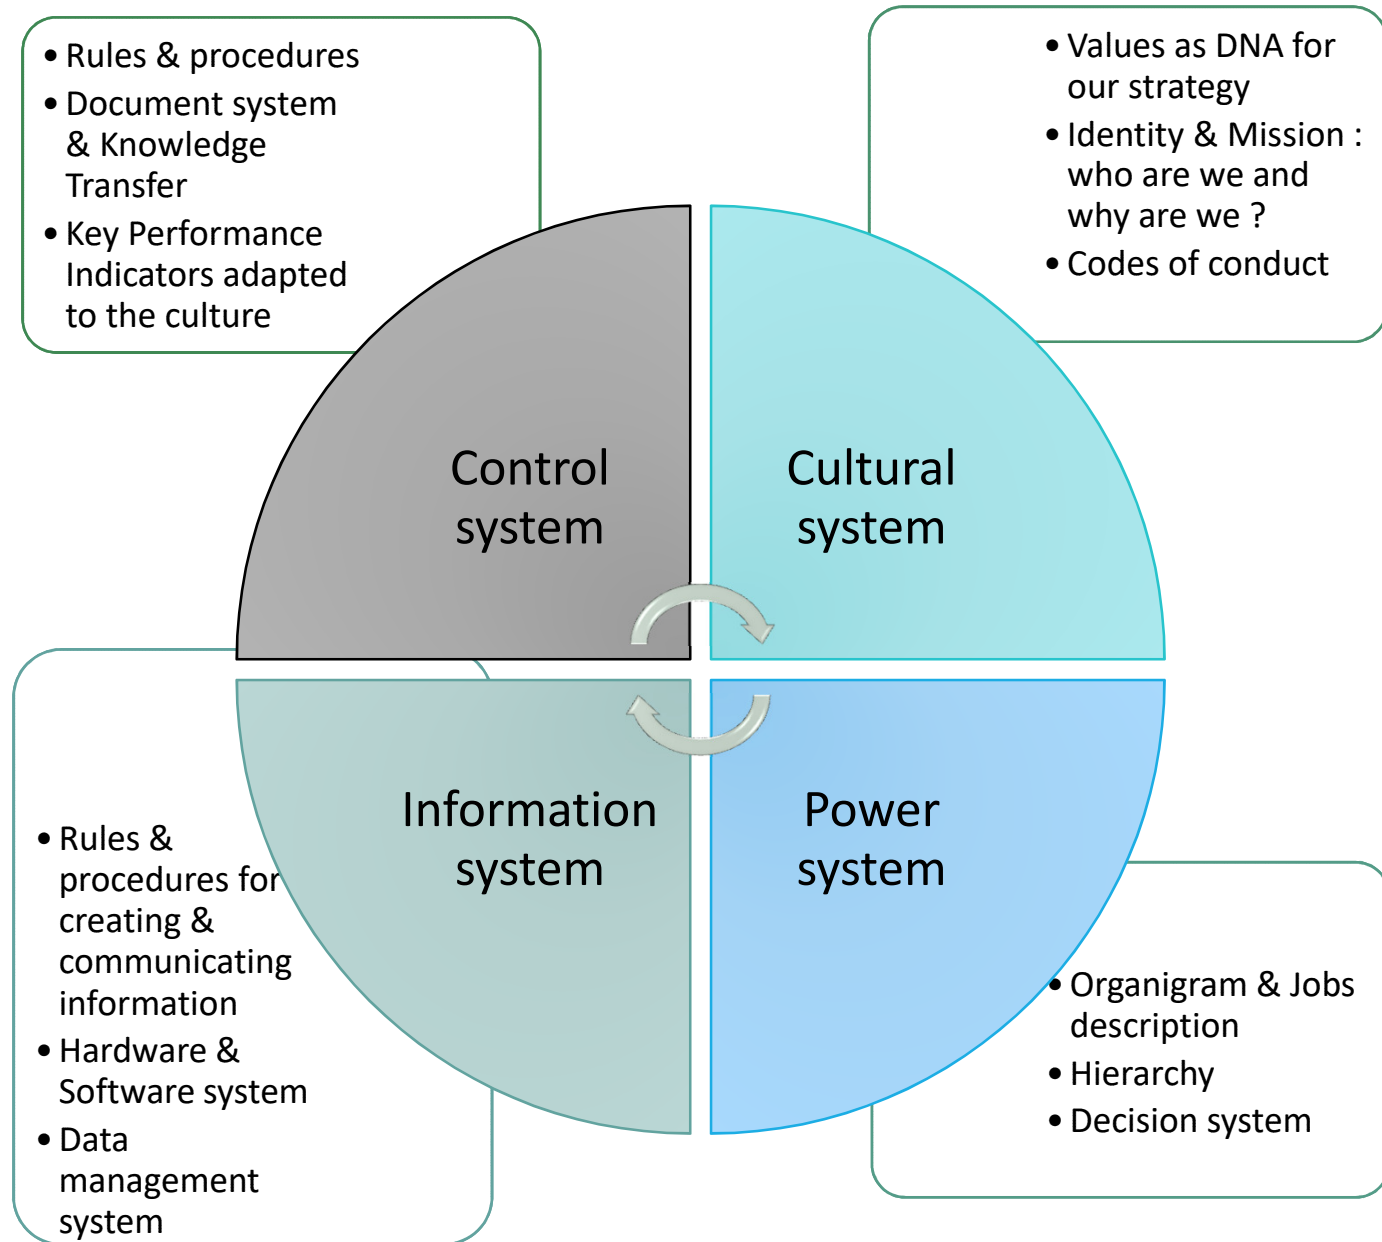 • Rules & procedures
• Document system
& Knowledge
Transfer
• Key Performance
Indicators adapted
to the culture
• Values as DNA for
our strategy
• Identity & Mission :
who are we and
why are we ?
• Codes of conduct
Control
system
Cultural
system
Information
system
Power
system
• Rules &
procedures for
creating &
communicating
information
• Hardware &
Software system
• Data
management
system
• Organigram & Jobs
description
• Hierarchy
• Decision system